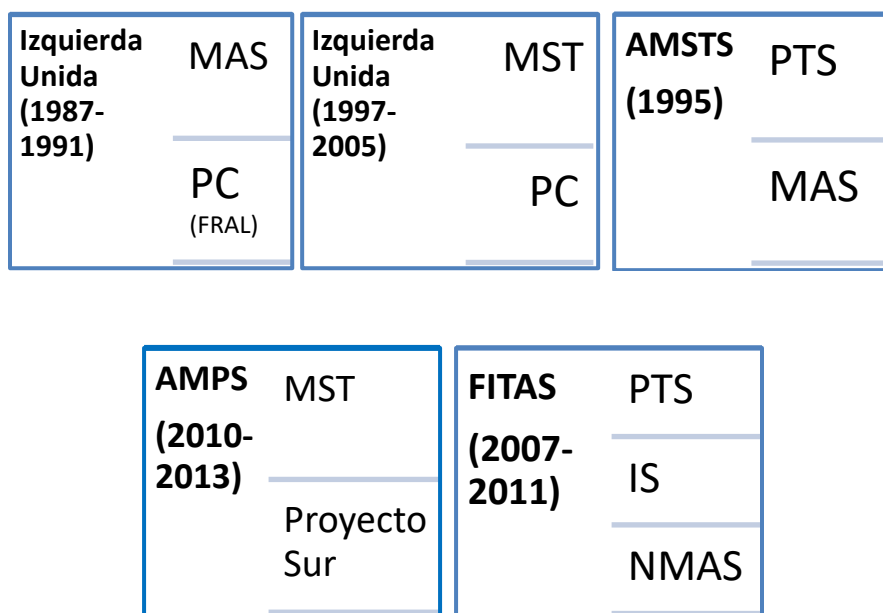 Izquierda
Unida
(1987-
1991)
MAS
PC
(FRAL)
Izquierda
Unida
(1997-
2005)
MST
PC
AMSTS
(1995)
PTS
MAS
AMPS
(2010-
2013)
MST
Proyecto
Sur
FITAS
(2007-
2011)
PTS
IS
NMAS